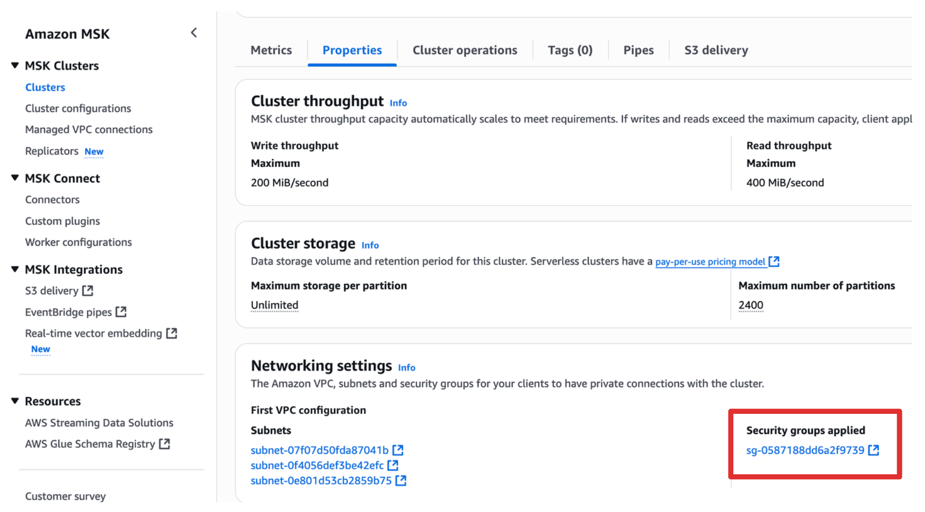 Amazon MSK
MSK Clusters
Clusters
Cluster configurations
Managed VPC connections
Replicators New
MSK Connect
Connectors
Custom plugins
Worker configurations
MSK Integrations
S3 delivery
EventBridge pipes
Real-time vector embedding
New
Resources
AWS Streaming Data Solutions
AWS Glue Schema Registry
Customer survey
Metrics Properties Cluster operations Tags (0) Pipes S3 delivery
Cluster throughput Info
MSK cluster throughput capacity automatically scales to meet requirements. If writes and reads exceed the maximum capacity, client appl
Write throughput
Maximum
200 MiB/second
Read throughput
Maximum
400 MiB/second
Cluster storage Info
Data storage volume and retention period for this cluster. Serverless clusters have a pay-per-use pricing model
Maximum storage per partition
Unlimited
Maximum number of partitions
2400
Networking settings Info
The Amazon VPC, subnets and security groups for your clients to have private connections with the cluster.
First VPC configuration
Subnets
subnet-07f07d50fda87041b
subnet-0f4056def3be42efc
subnet-0e801d53cb2859b75
Security groups applied
sg-0587188dd6a2f9739